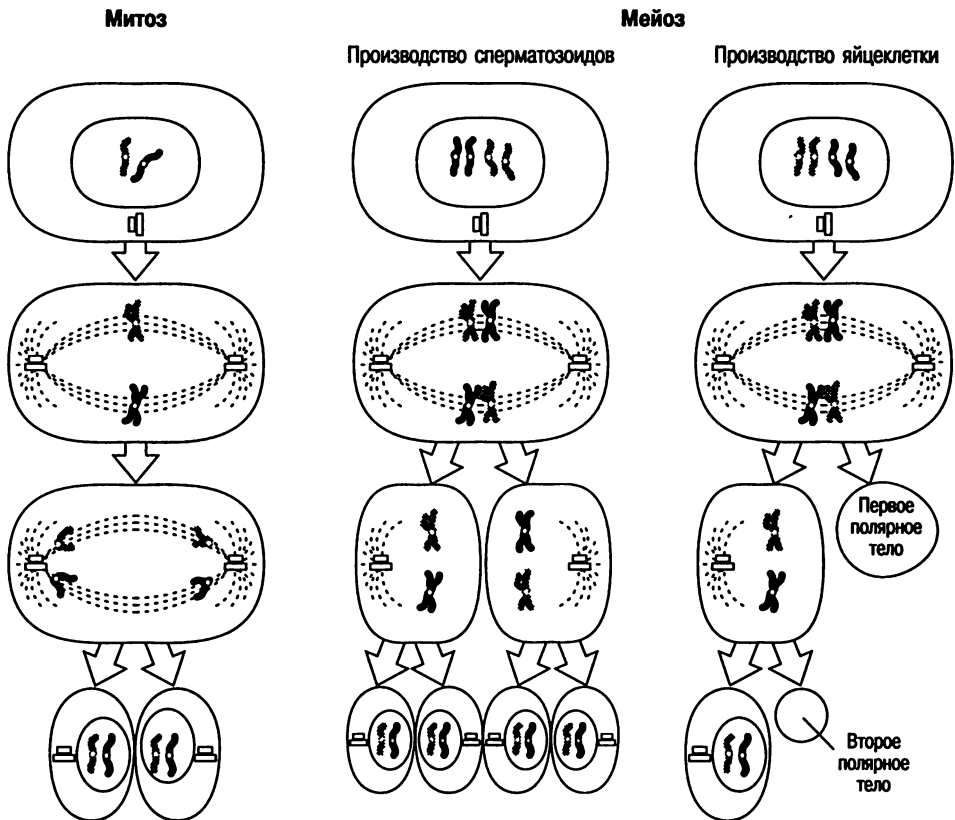 Митоз
Мейоз
Производство сперматозоидов
Производство яйцеклетки
Первое
полярное
тело
Второе
полярное
тело